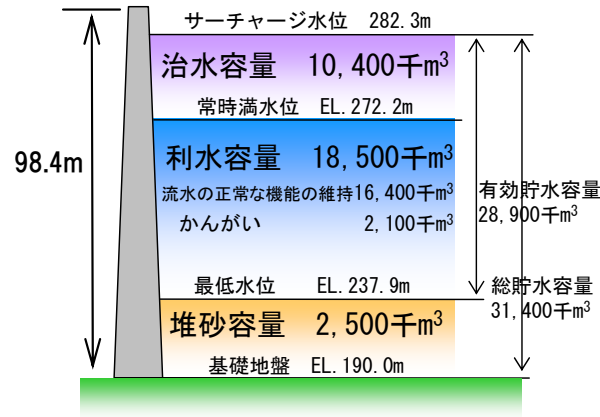 サーチャージ水位 282.3m
治水容量 10,400千m³
常時満水位 EL.272.2m
98.4m
利水容量 18,500千m³
流水の正常な機能の維持16,400千m³
かんがい 2,100千m³
有効貯水容量
28,900千m³
最低水位 EL.237.9m
総貯水容量
31,400千m³
堆砂容量 2,500千m³
基礎地盤 EL.190.0m